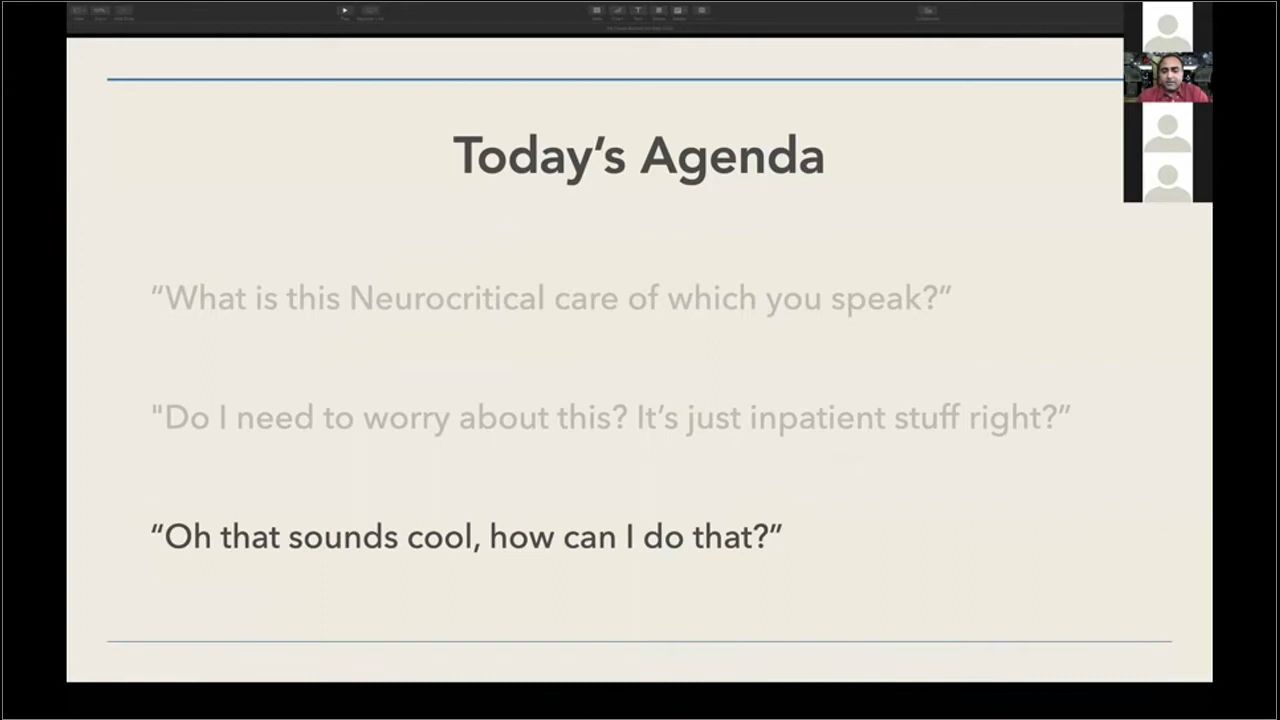 Today’s Agenda
“What is this Neurocritical care of which you speak?”
"Do I need to worry about this? It’s just inpatient stuff right?”
“Oh that sounds cool, how can I do that?”